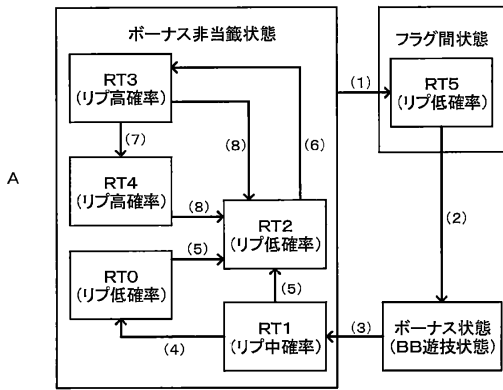 A
ボーナス非当籤状態
RT3
(リプ高確率)
(7)
(8)
(6)
RT4
(リプ高確率)
(8)
RT2
(リプ低確率)
(5)
RT0
(リプ低確率)
(5)
(4)
RT1
(リプ中確率)
(1)
フラグ間状態
RT5
(リプ低確率)
(2)
(3)
ボーナス状態
(BB遊技状態)